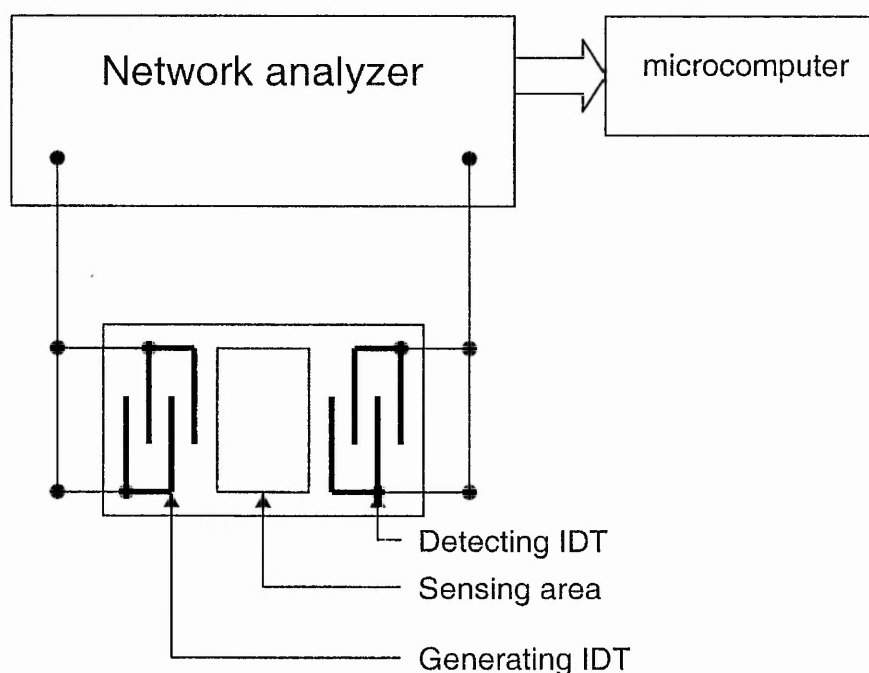 Network analyzer
microcomputer
Detecting IDT
Sensing area
Generating IDT